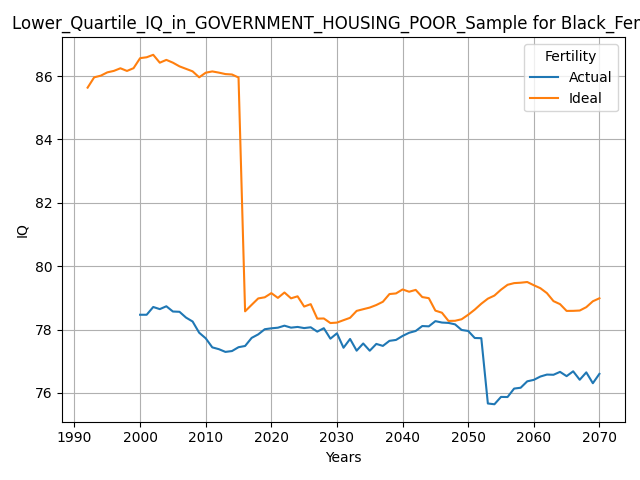 Lower_Quartile_IQ_in_GOVERNMENT_HOUSING_POOR_Sample for Black_Fer
Fertility
Actual
Ideal
IQ
86
84
82
80
78
76
1990 2000 2010 2020 2030 2040 2050 2060 2070
Years